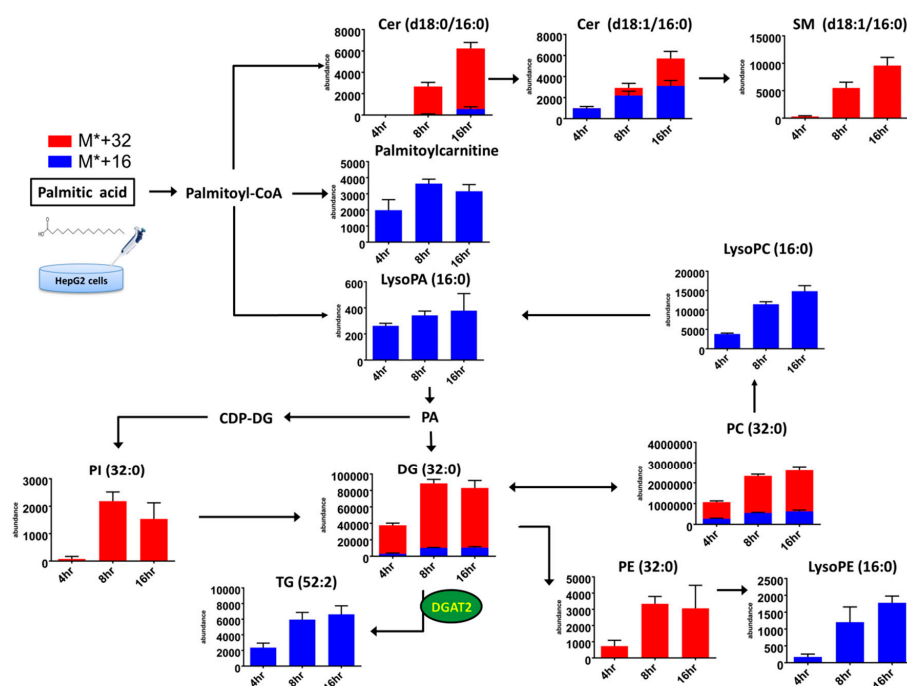 Cer (d18:0/16:0)
abundance
8000
6000
4000
2000
0
4hr
8hr
16hr
Cer (d18:1/16:0)
abundance
8000
6000
4000
2000
0
4hr
8hr
16hr
SM (d18:1/16:0)
abundance
15000
10000
5000
0
4hr
8hr
16hr
M*+32
M*+16
Palmitic acid
Palmitoyl-CoA
HO
O
HepG2 cells
Palmitoylcarnitine
abundance
5000
4000
3000
2000
1000
0
4hr
8hr
16hr
LysoPA (16:0)
abundance
600
400
200
0
4hr
8hr
16hr
LysoPC (16:0)
abundance
20000
15000
10000
5000
0
4hr
8hr
16hr
CDP-DG
PA
PI (32:0)
abundance
3000
2000
1000
0
4hr
8hr
16hr
DG (32:0)
abundance
100000
80000
60000
40000
20000
0
4hr
8hr
16hr
PC (32:0)
abundance
4000000
3000000
2000000
1000000
0
4hr
8hr
16hr
TG (52:2)
abundance
10000
8000
6000
4000
2000
0
4hr
8hr
16hr
DGAT2
PE (32:0)
abundance
5000
4000
3000
2000
1000
0
4hr
8hr
16hr
LysoPE (16:0)
abundance
2500
2000
1500
1000
500
0
4hr
8hr
16hr